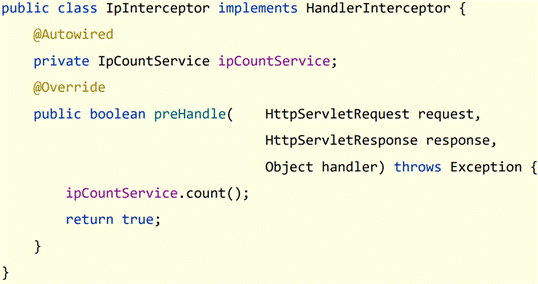 public class IpInterceptor implements HandlerInterceptor {
    @Autowired
    private IpCountService ipCountService;
    @Override
    public boolean preHandle(    HttpServletRequest request,
                                 HttpServletResponse response,
                                 Object handler) throws Exception {
        ipCountService.count();
        return true;
    }
}